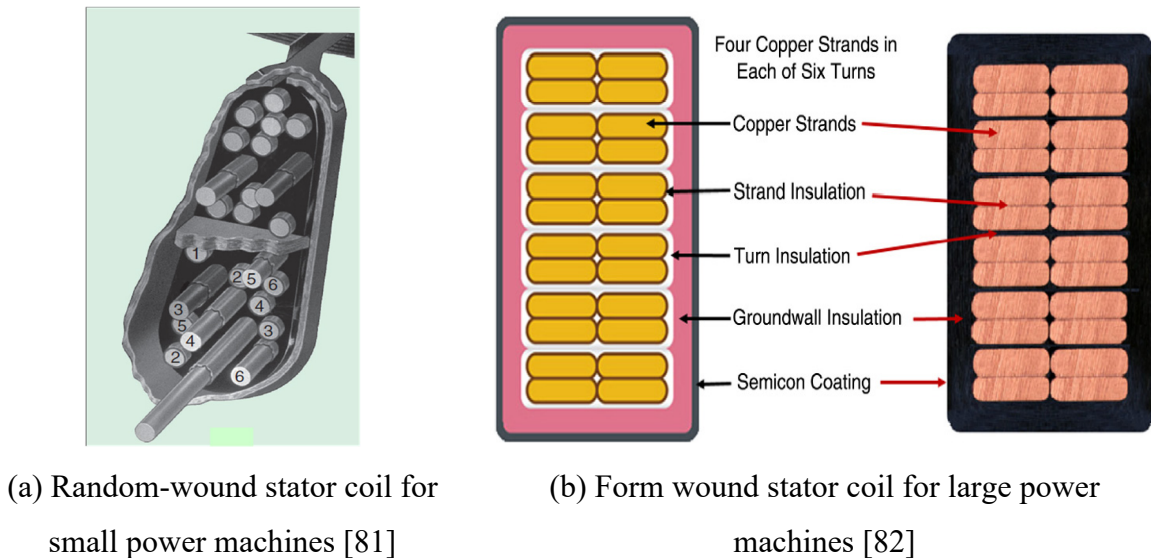 1
2
5
6
3
4
5
3
4
2
6
Four Copper Strands in
Each of Six Turns
Copper Strands
Strand Insulation
Turn Insulation
Groundwall Insulation
Semicon Coating
(a) Random-wound stator coil for
small power machines [81]
(b) Form wound stator coil for large power
machines [82]